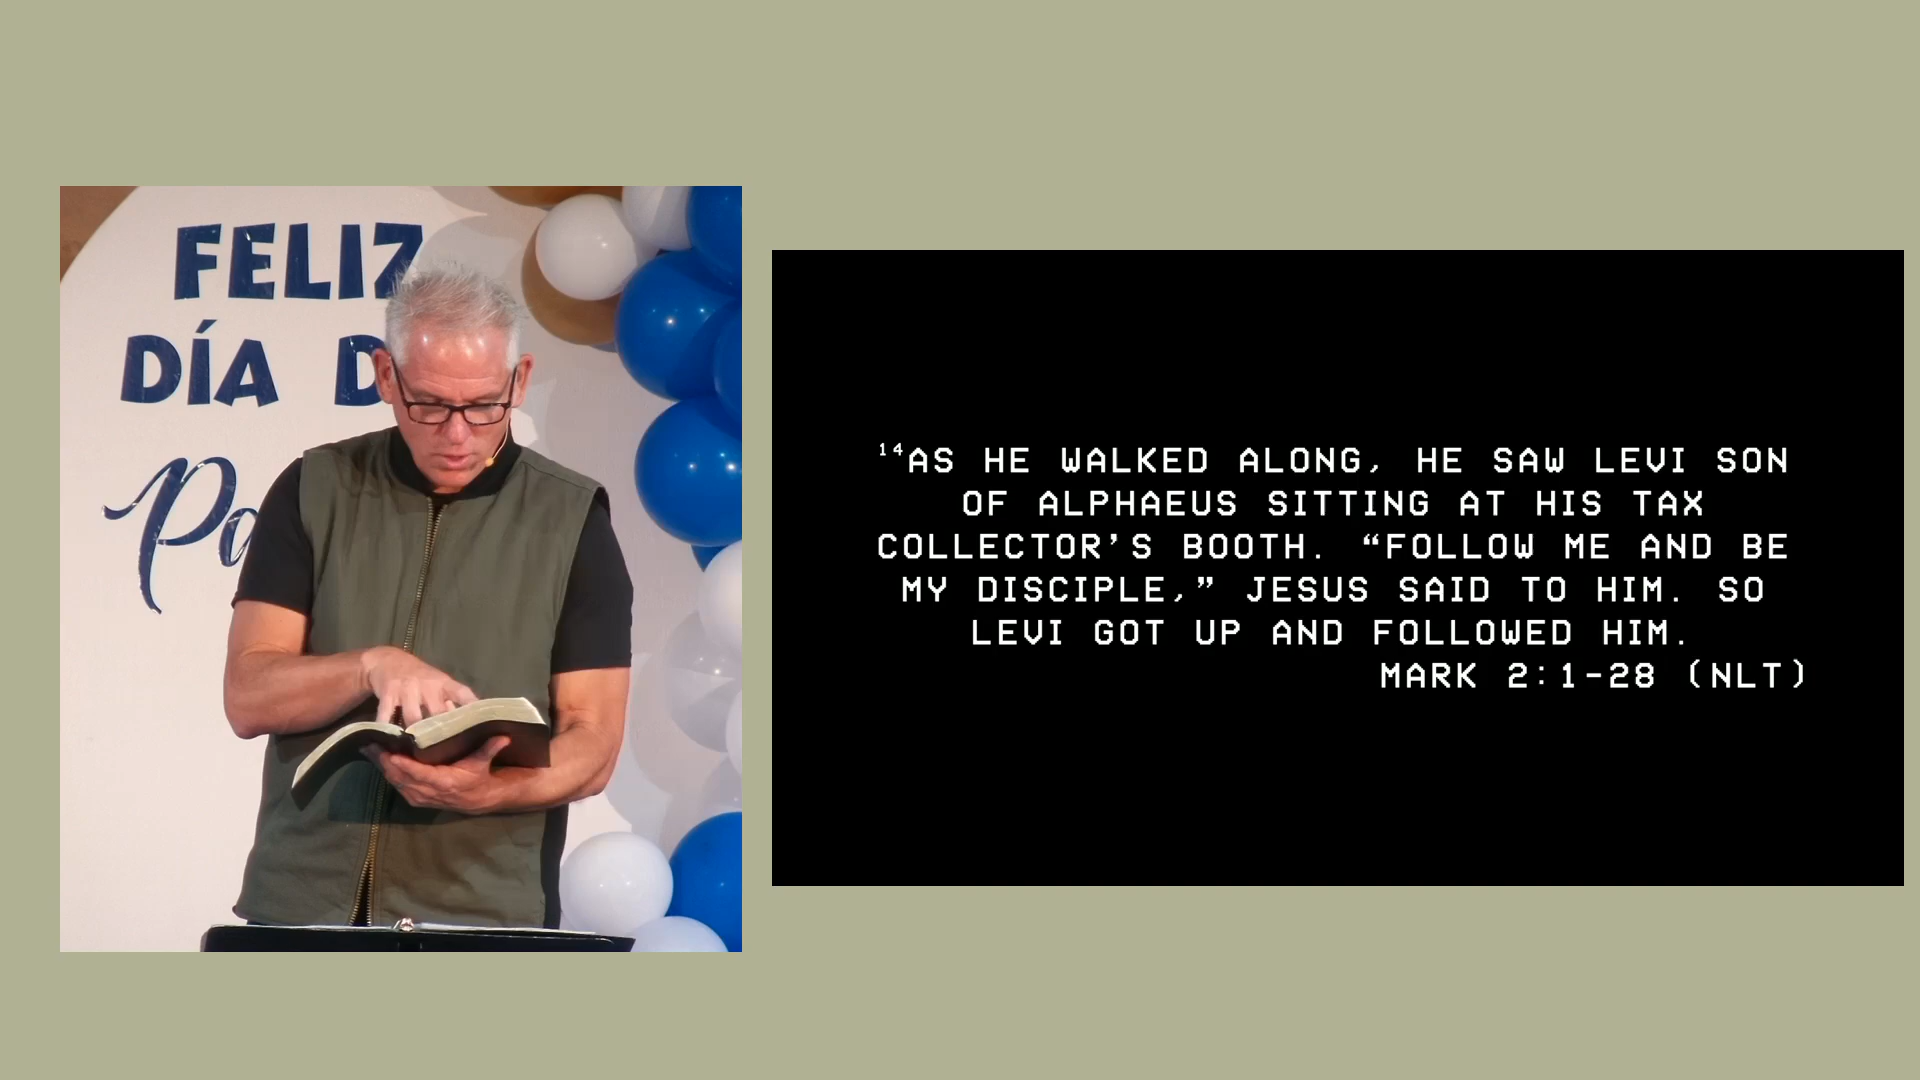 FELIZ
DÍA D
Pa
¹⁴AS HE WALKED ALONG, HE SAW LEVI SON
OF ALPHAEUS SITTING AT HIS TAX
COLLECTOR’S BOOTH. “FOLLOW ME AND BE
MY DISCIPLE,” JESUS SAID TO HIM. SO
LEVI GOT UP AND FOLLOWED HIM.
MARK 2:1-28 (NLT)